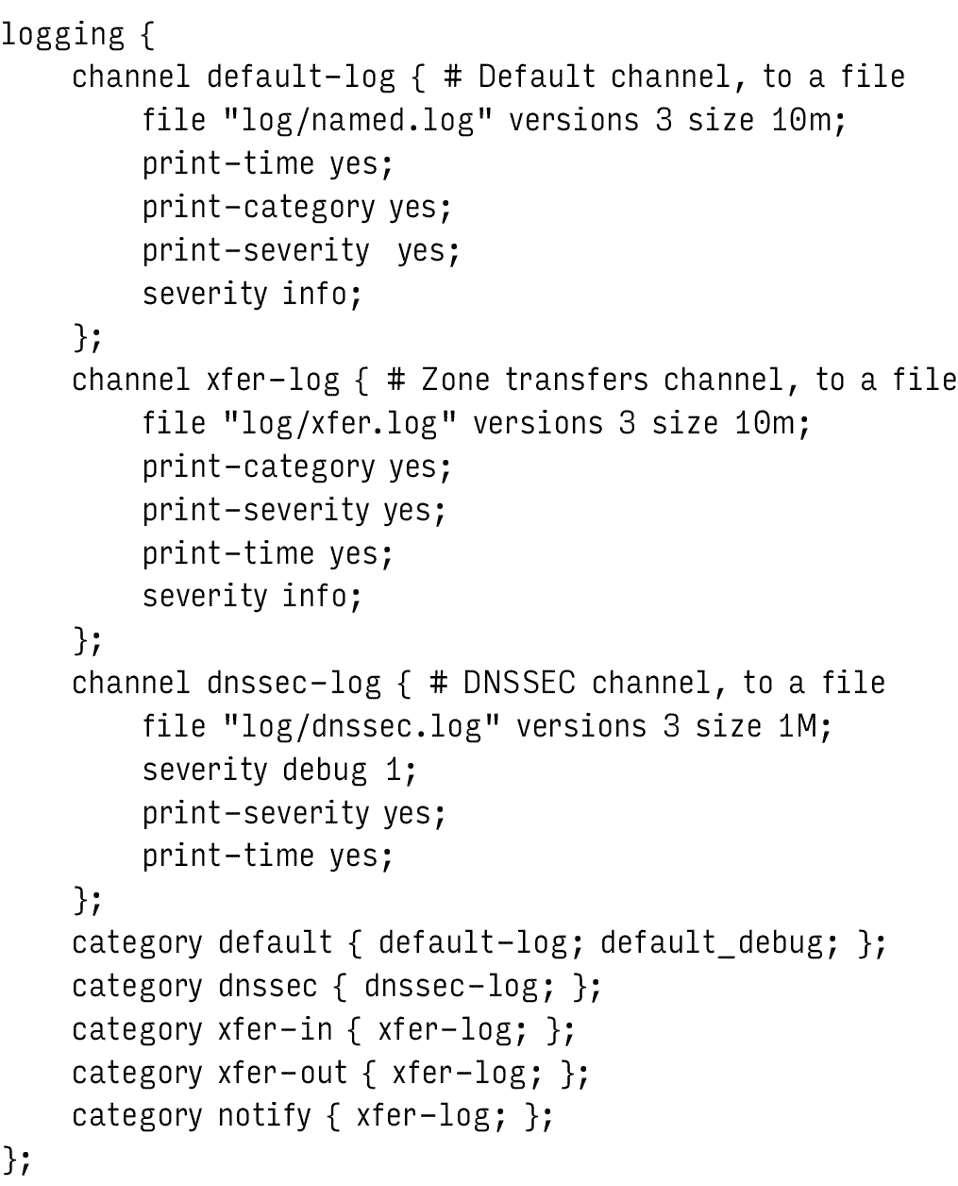 logging {
channel default-log { # Default channel, to a file
file "log/named.log" versions 3 size 10m;
print-time yes;
print-category yes;
print-severity  yes;
severity info;
};
channel xfer-log { # Zone transfers channel, to a file
file "log/xfer.log" versions 3 size 10m;
print-category yes;
print-severity yes;
print-time yes;
severity info;
};
channel dnssec-log { # DNSSEC channel, to a file
file "log/dnssec.log" versions 3 size 1M;
severity debug 1;
print-severity yes;
print-time yes;
};
category default { default-log; default_debug; };
category dnssec { dnssec-log; };
category xfer-in { xfer-log; };
category xfer-out { xfer-log; };
category notify { xfer-log; };
};